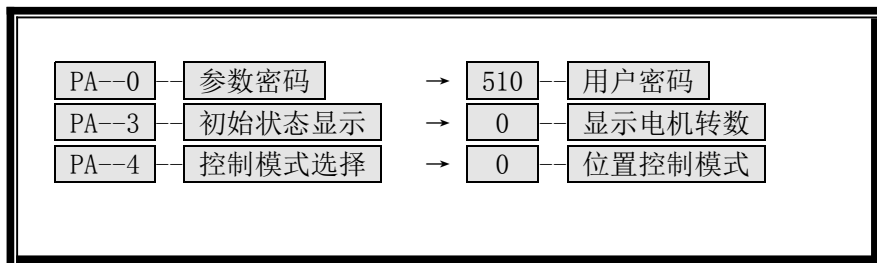 PA--0--参数密码 → 510--用户密码
PA--3--初始状态显示 → 0--显示电机转数
PA--4--控制模式选择 → 0--位置控制模式